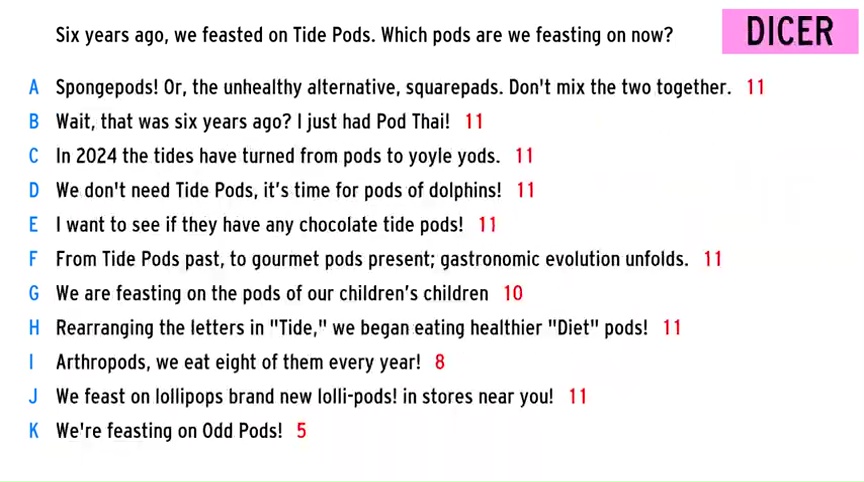 Six years ago, we feasted on Tide Pods. Which pods are we feasting on now?
DICER
A Spongepods! Or, the unhealthy alternative, squarepads. Don't mix the two together. 11
B Wait, that was six years ago? I just had Pod Thai! 11
C In 2024 the tides have turned from pods to yoyle yods. 11
D We don't need Tide Pods, it's time for pods of dolphins! 11
E I want to see if they have any chocolate tide pods! 11
F From Tide Pods past, to gourmet pods present; gastronomic evolution unfolds. 11
G We are feasting on the pods of our children's children 10
H Rearranging the letters in "Tide," we began eating healthier "Diet" pods! 11
I Arthropods, we eat eight of them every year! 8
J We feast on lollipops brand new lolli-pods! in stores near you! 11
K We're feasting on Odd Pods! 5